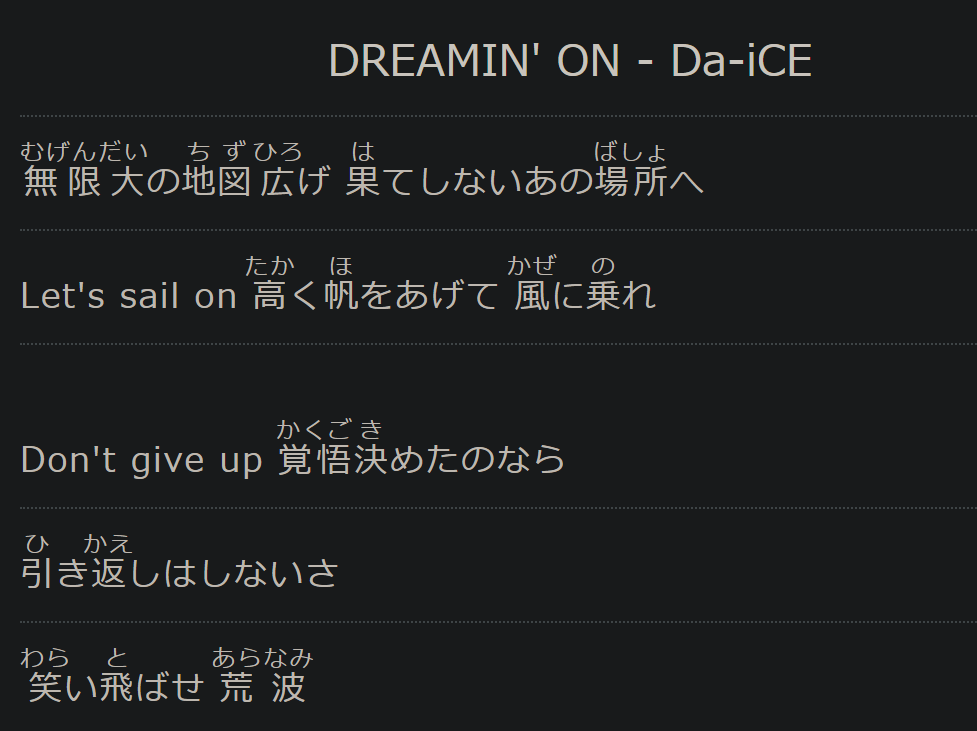 DREAMIN' ON - Da-iCE
むげんだい ち ず ひろ は ばしょ
無限大の地図広げ 果てしないあの場所へ
たか ほ かぜ の
Let's sail on 高く帆をあげて 風に乗れ
かくご き
Don't give up 覚悟決めたのなら
ひ かえ
引き返しはしないさ
わら と あらなみ
笑い飛ばせ 荒波